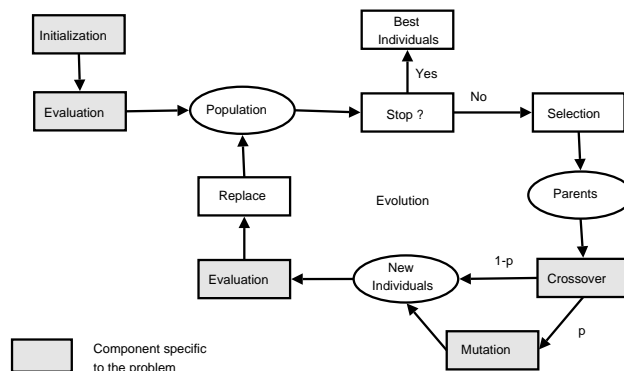 Initialization
Best
Individuals
Yes
Evaluation
Population
Stop ?
No
Selection
Replace
Evolution
Parents
Evaluation
New
Individuals
1-p
Crossover
p
Mutation
Component specific
to the problem